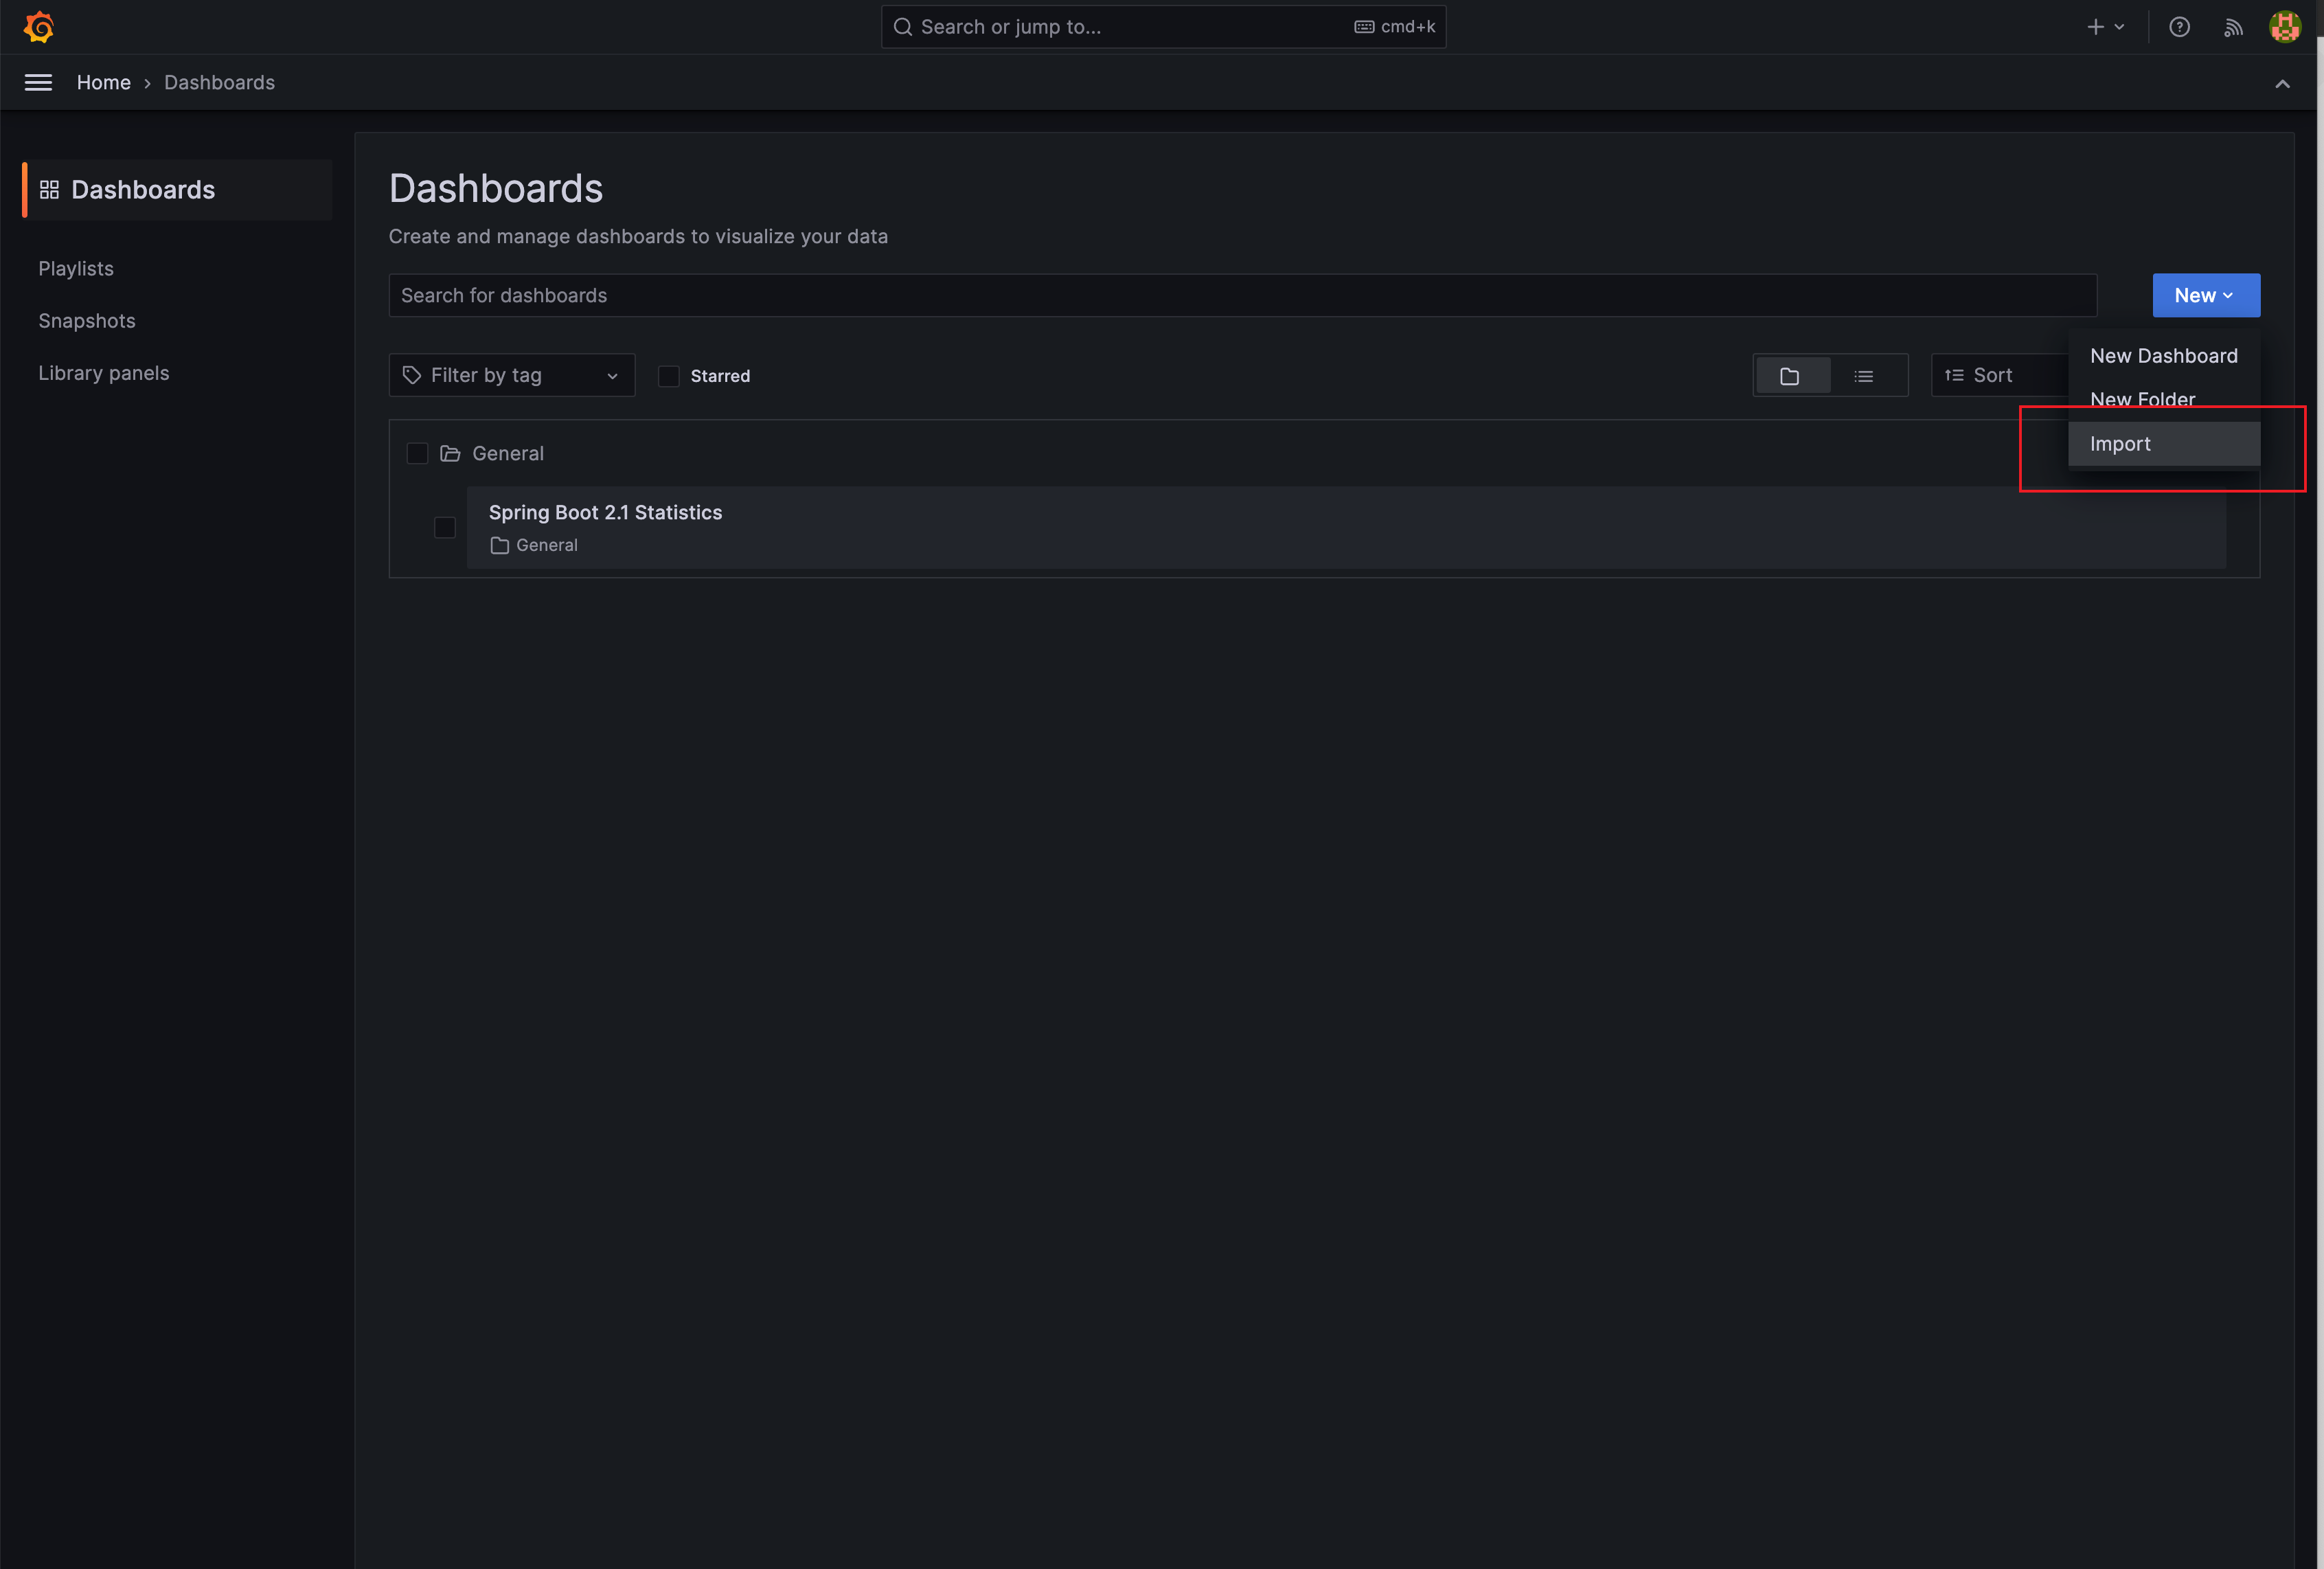 Search or jump to...
cmd+k
Home › Dashboards
Dashboards
Playlists
Snapshots
Library panels
Dashboards
Create and manage dashboards to visualize your data
Search for dashboards
New
New Dashboard
New Folder
Import
Filter by tag
Starred
Sort
General
Spring Boot 2.1 Statistics
General